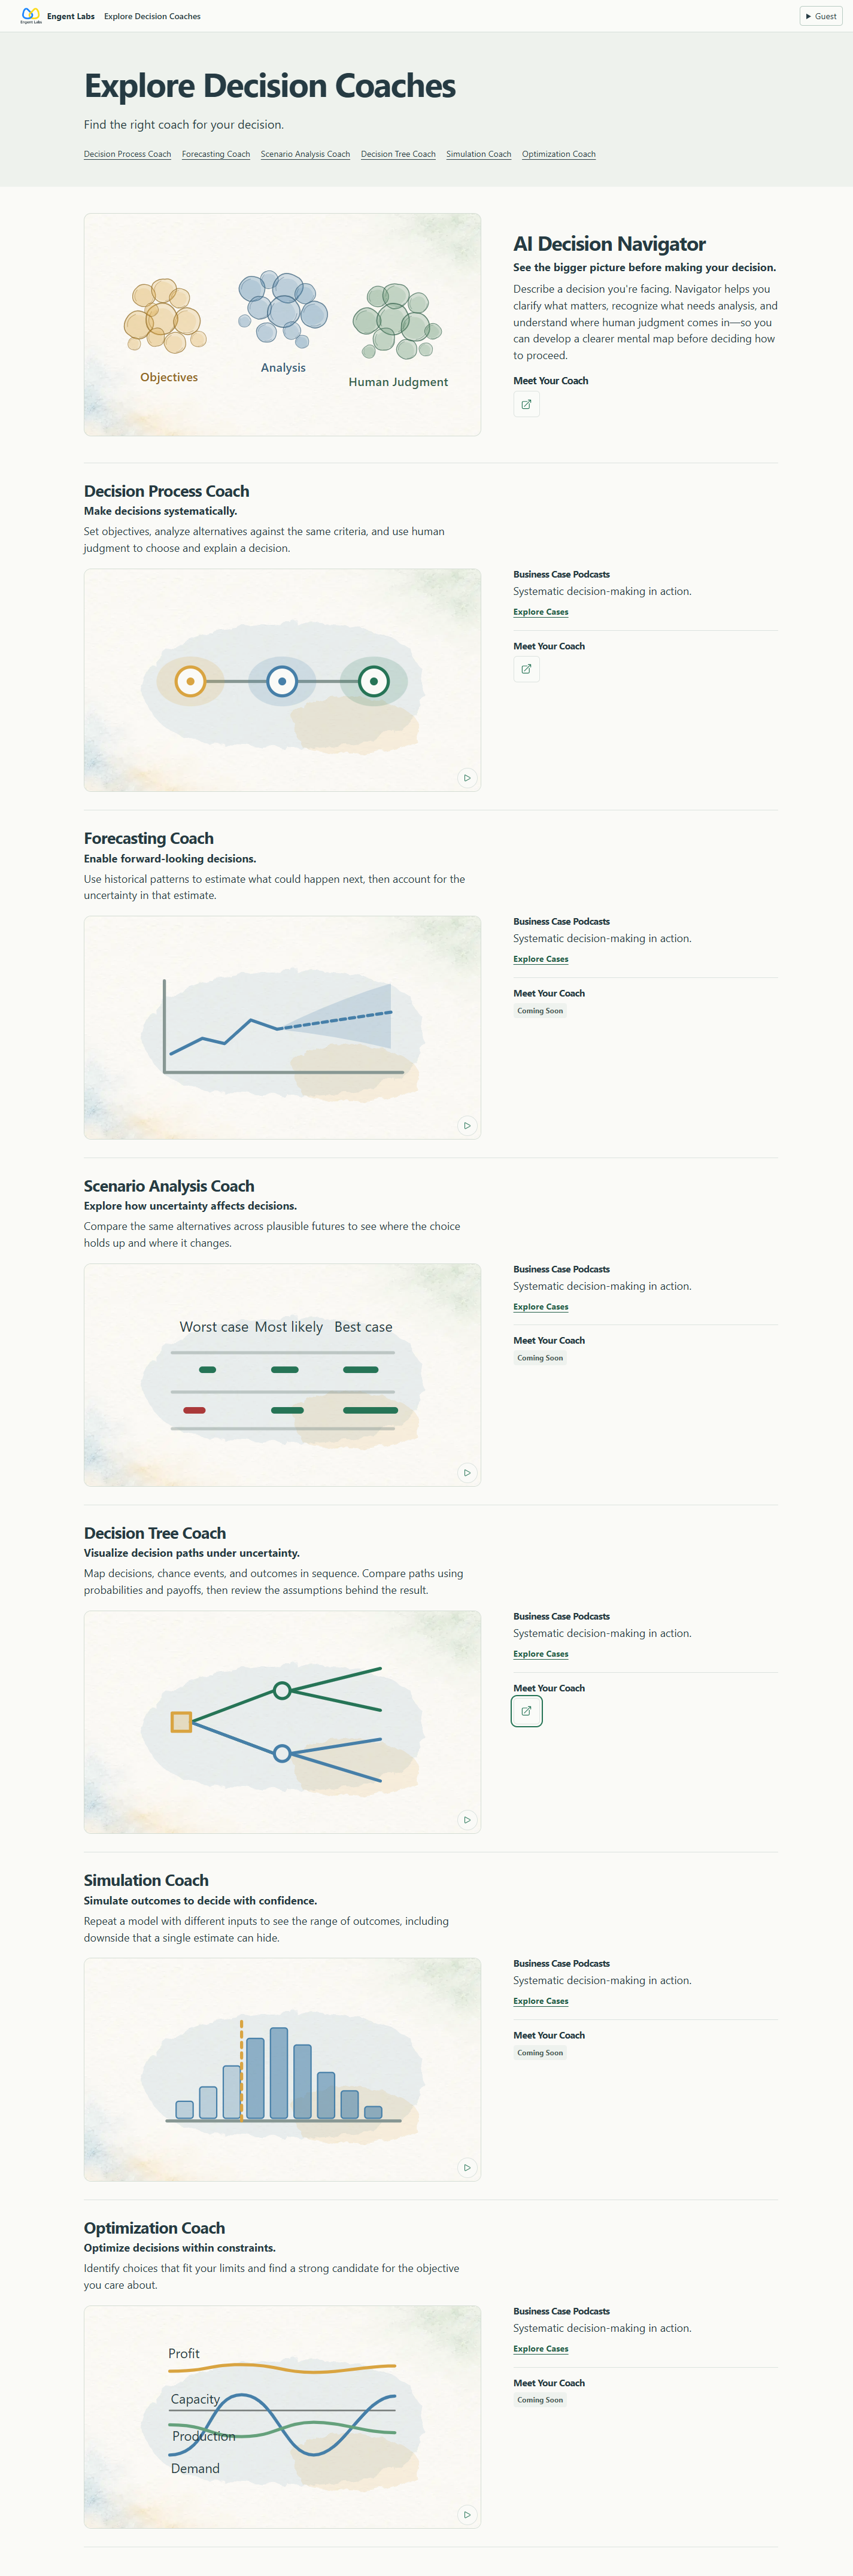 Engent Labs
Engent Labs Explore Decision Coaches
Guest
Explore Decision Coaches
Find the right coach for your decision.
Decision Process Coach Forecasting Coach Scenario Analysis Coach Decision Tree Coach Simulation Coach Optimization Coach
Objectives
Analysis
Human Judgment
AI Decision Navigator
See the bigger picture before making your decision.
Describe a decision you're facing. Navigator helps you
clarify what matters, recognize what needs analysis, and
understand where human judgment comes in—so you
can develop a clearer mental map before deciding how
to proceed.
Meet Your Coach
Decision Process Coach
Make decisions systematically.
Set objectives, analyze alternatives against the same criteria, and use human
judgment to choose and explain a decision.
Business Case Podcasts
Systematic decision-making in action.
Explore Cases
Meet Your Coach
Forecasting Coach
Enable forward-looking decisions.
Use historical patterns to estimate what could happen next, then account for the
uncertainty in that estimate.
Business Case Podcasts
Systematic decision-making in action.
Explore Cases
Meet Your Coach
Coming Soon
Scenario Analysis Coach
Explore how uncertainty affects decisions.
Compare the same alternatives across plausible futures to see where the choice
holds up and where it changes.
Worst case Most likely Best case
Business Case Podcasts
Systematic decision-making in action.
Explore Cases
Meet Your Coach
Coming Soon
Decision Tree Coach
Visualize decision paths under uncertainty.
Map decisions, chance events, and outcomes in sequence. Compare paths using
probabilities and payoffs, then review the assumptions behind the result.
Business Case Podcasts
Systematic decision-making in action.
Explore Cases
Meet Your Coach
Simulation Coach
Simulate outcomes to decide with confidence.
Repeat a model with different inputs to see the range of outcomes, including
downside that a single estimate can hide.
Business Case Podcasts
Systematic decision-making in action.
Explore Cases
Meet Your Coach
Coming Soon
Optimization Coach
Optimize decisions within constraints.
Identify choices that fit your limits and find a strong candidate for the objective
you care about.
Profit
Capacity
Production
Demand
Business Case Podcasts
Systematic decision-making in action.
Explore Cases
Meet Your Coach
Coming Soon